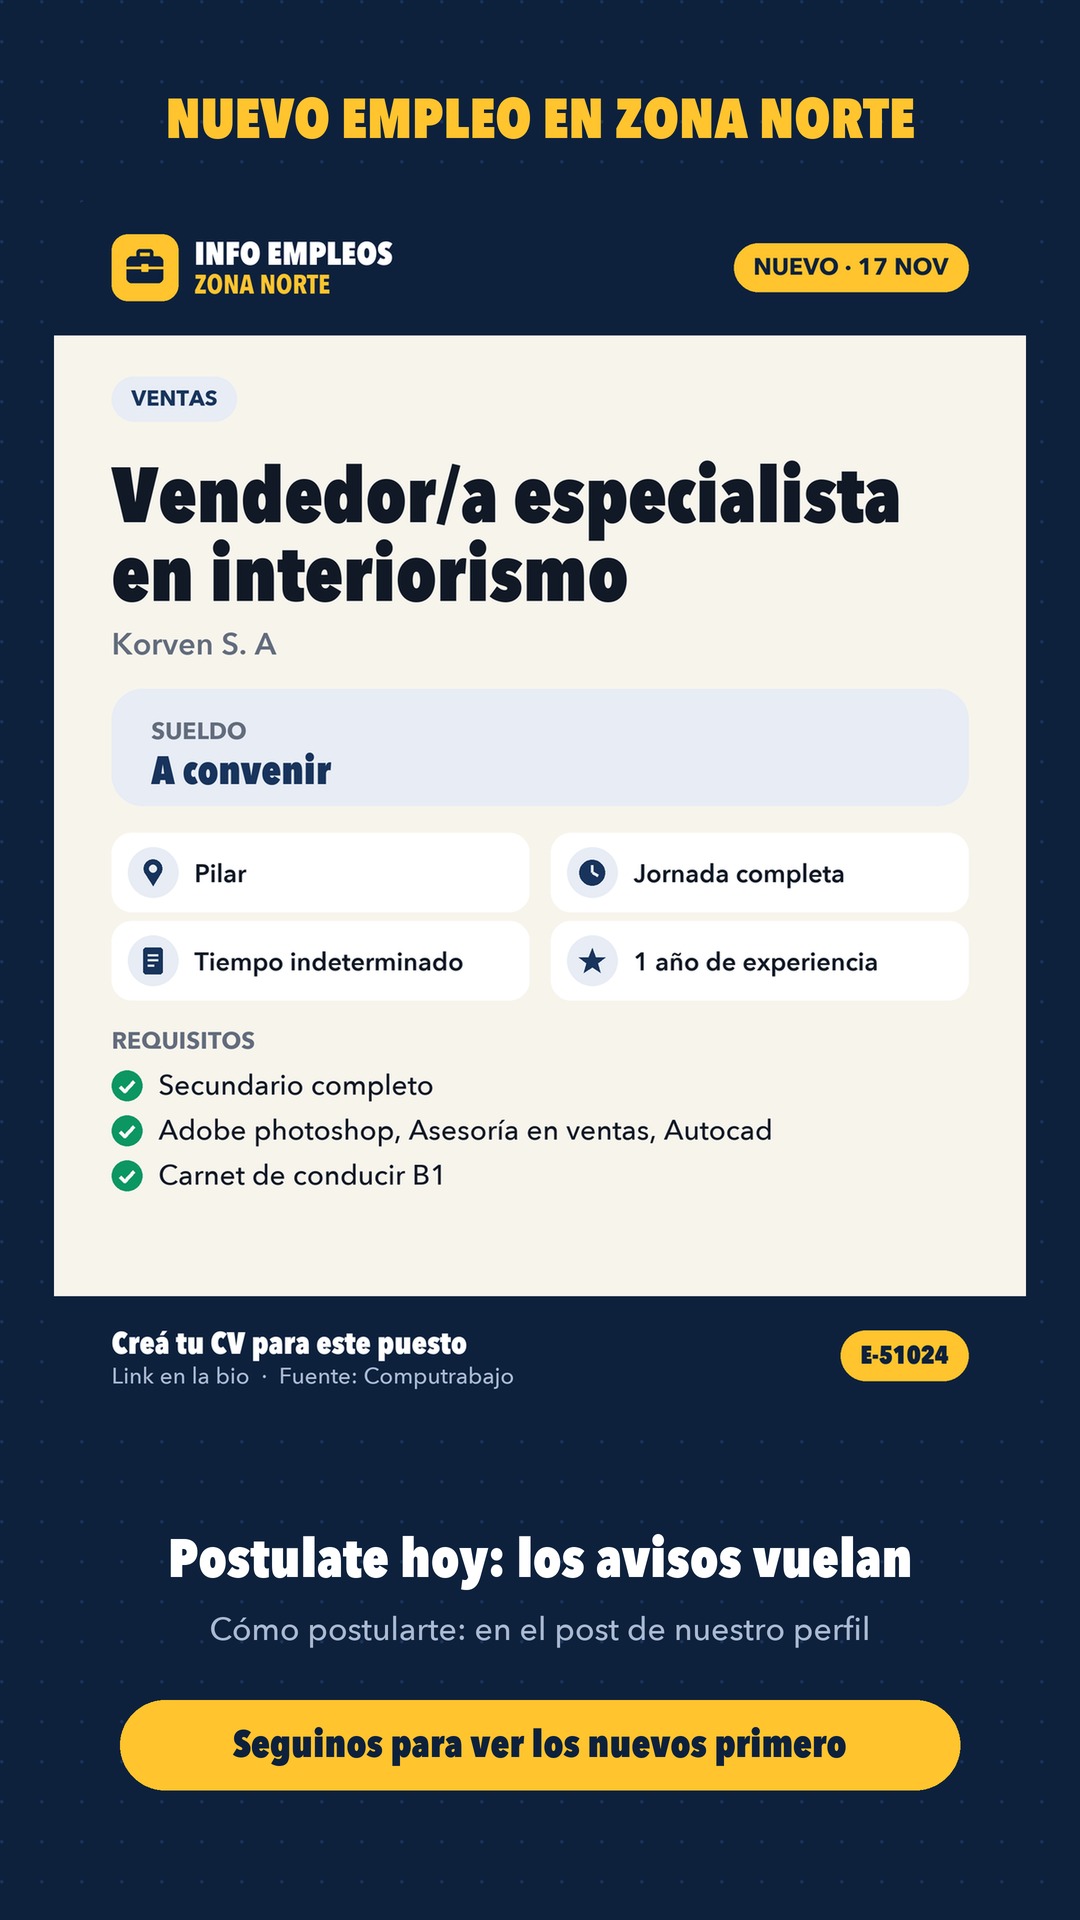 NUEVO EMPLEO EN ZONA NORTE
INFO EMPLEOS
ZONA NORTE
NUEVO · 17 NOV
VENTAS
Vendedor/a especialista
en interiorismo
Korven S. A
SUELDO
A convenir
Pilar
Jornada completa
Tiempo indeterminado
1 año de experiencia
REQUISITOS
Secundario completo
Adobe photoshop, Asesoría en ventas, Autocad
Carnet de conducir B1
Creá tu CV para este puesto
Link en la bio · Fuente: Computrabajo
E-51024
Postulate hoy: los avisos vuelan
Cómo postularte: en el post de nuestro perfil
Seguinos para ver los nuevos primero